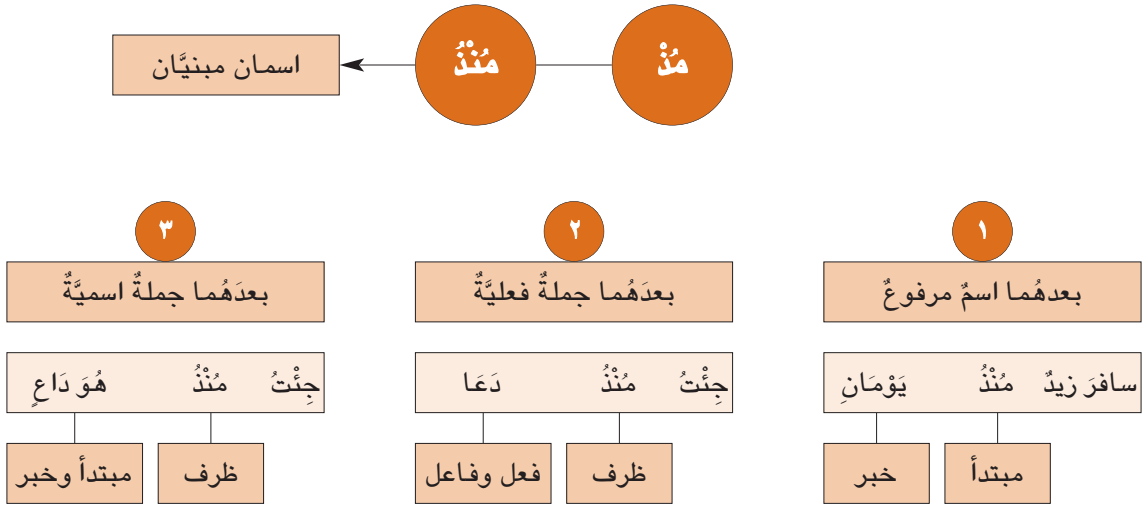 مُذْ
مُنْذُ
اسمان مبنيَّان
١
بعدهُما اسمٌ مرفوعٌ
سافرَ زيدٌ مُنْذُ يَوْمَانِ
مبتدأ
خبر
٢
بعدَهُما جملةٌ فعليَّةٌ
جِئْتُ مُنْذُ دَعَا
ظرف
فعل وفاعل
٣
بعدَهُما جملةٌ اسميَّةٌ
جِئْتُ مُنْذُ هُوَ دَاعٍ
ظرف
مبتدأ وخبر